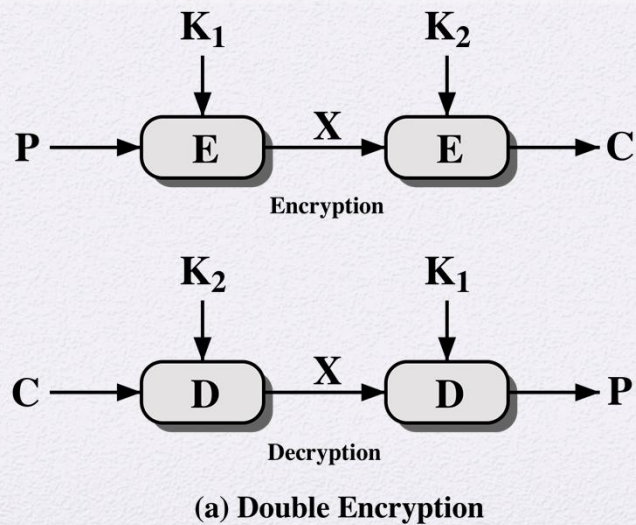 K₁ K₂
P E X E C
Encryption
K₂ K₁
C D X D P
Decryption
(a) Double Encryption